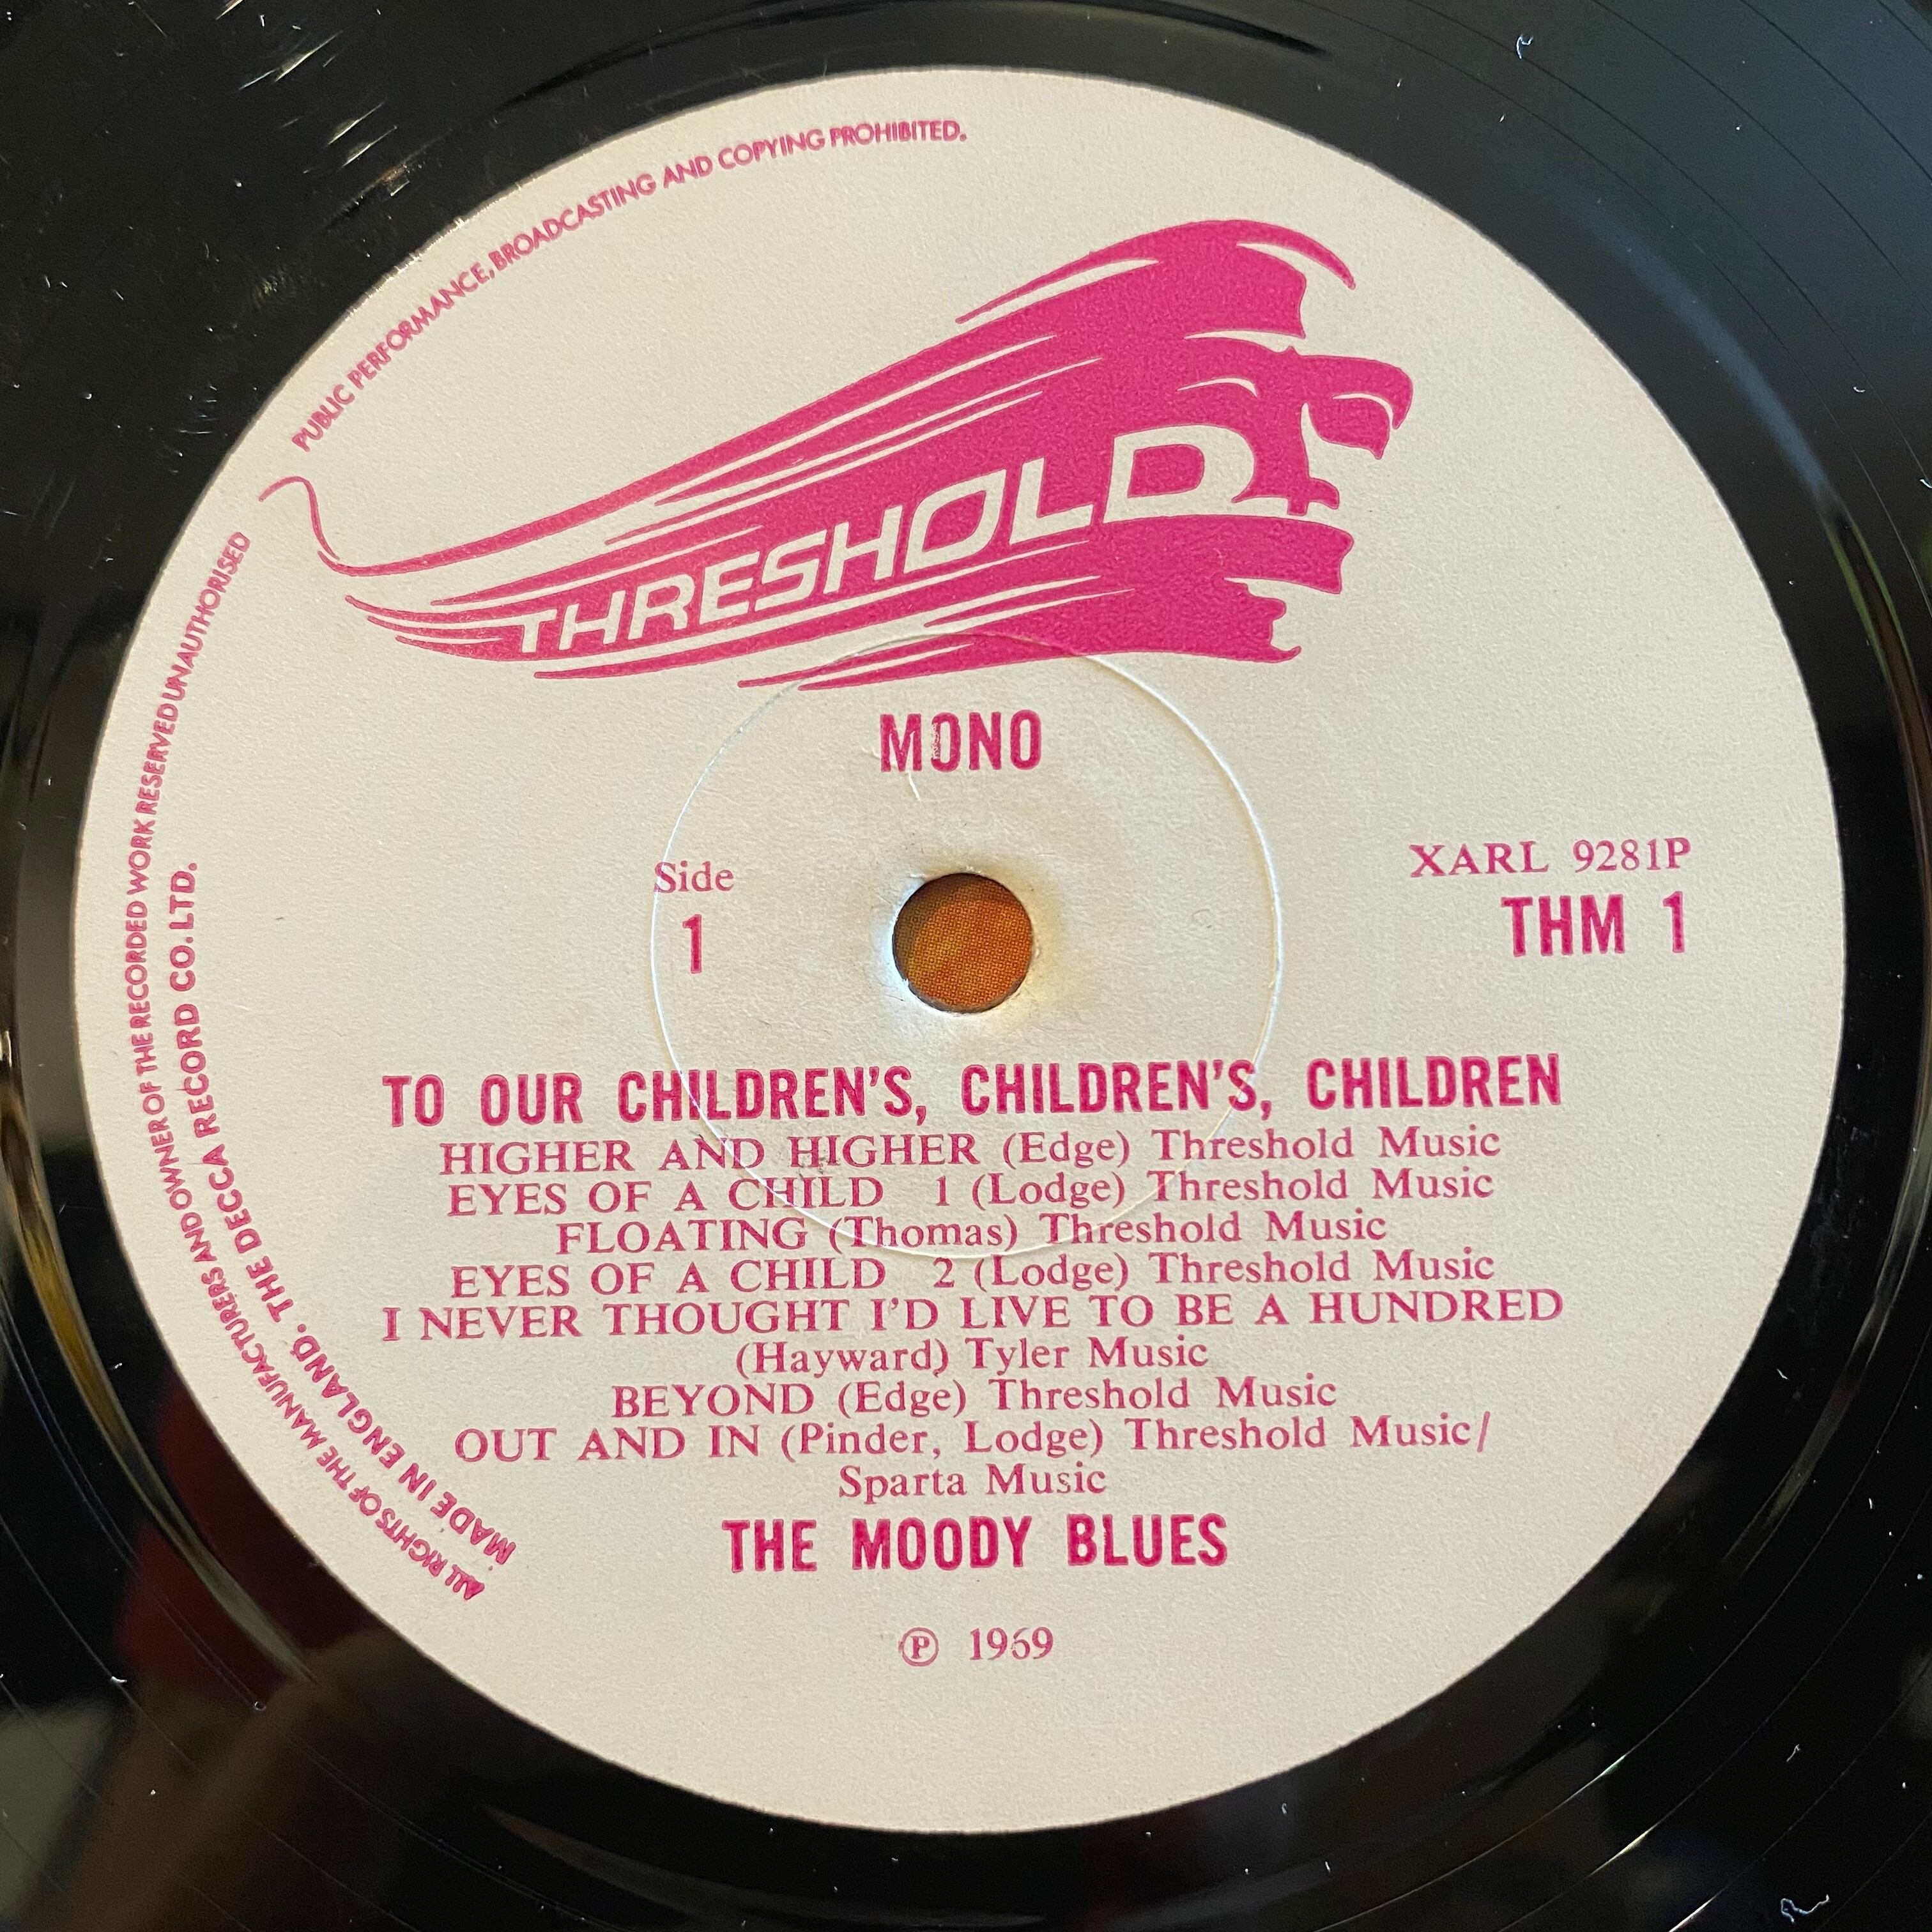 PUBLIC PERFORMANCE, BROADCASTING AND COPYING PROHIBITED.
THRESHOLD
MONO
Side
1
XARL 9281P
THM 1
TO OUR CHILDREN'S, CHILDREN'S, CHILDREN
HIGHER AND HIGHER (Edge) Threshold Music
EYES OF A CHILD 1 (Lodge) Threshold Music
FLOATING (Thomas) Threshold Music
EYES OF A CHILD 2 (Lodge) Threshold Music
I NEVER THOUGHT I'D LIVE TO BE A HUNDRED
(Hayward) Tyler Music
BEYOND (Edge) Threshold Music
OUT AND IN (Pinder, Lodge) Threshold Music/
Sparta Music
THE MOODY BLUES
Ⓟ 1969
MADE IN ENGLAND. THE DECCA RECORD CO. LTD.
ALL RIGHTS OF THE MANUFACTURERS AND OWNER OF THE RECORDED WORK RESERVED UNAUTHORISED